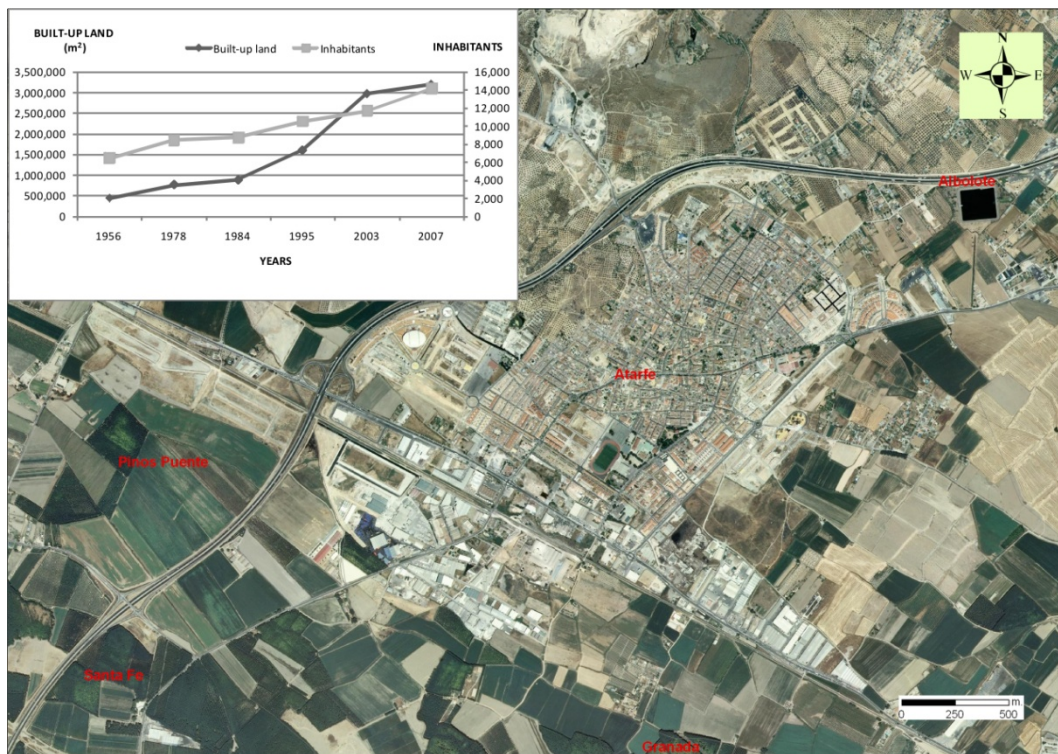 BUILT-UP LAND
(m²)
Built-up land
Inhabitants
INHABITANTS
3,500,000
3,000,000
2,500,000
2,000,000
1,500,000
1,000,000
500,000
0
16,000
14,000
12,000
10,000
8,000
6,000
4,000
2,000
0
1956 1978 1984 1995 2003 2007
YEARS
N
W E
S
Albolote
Atarfe
Pinos Puente
Santa Fe
Granada
m.
0 250 500